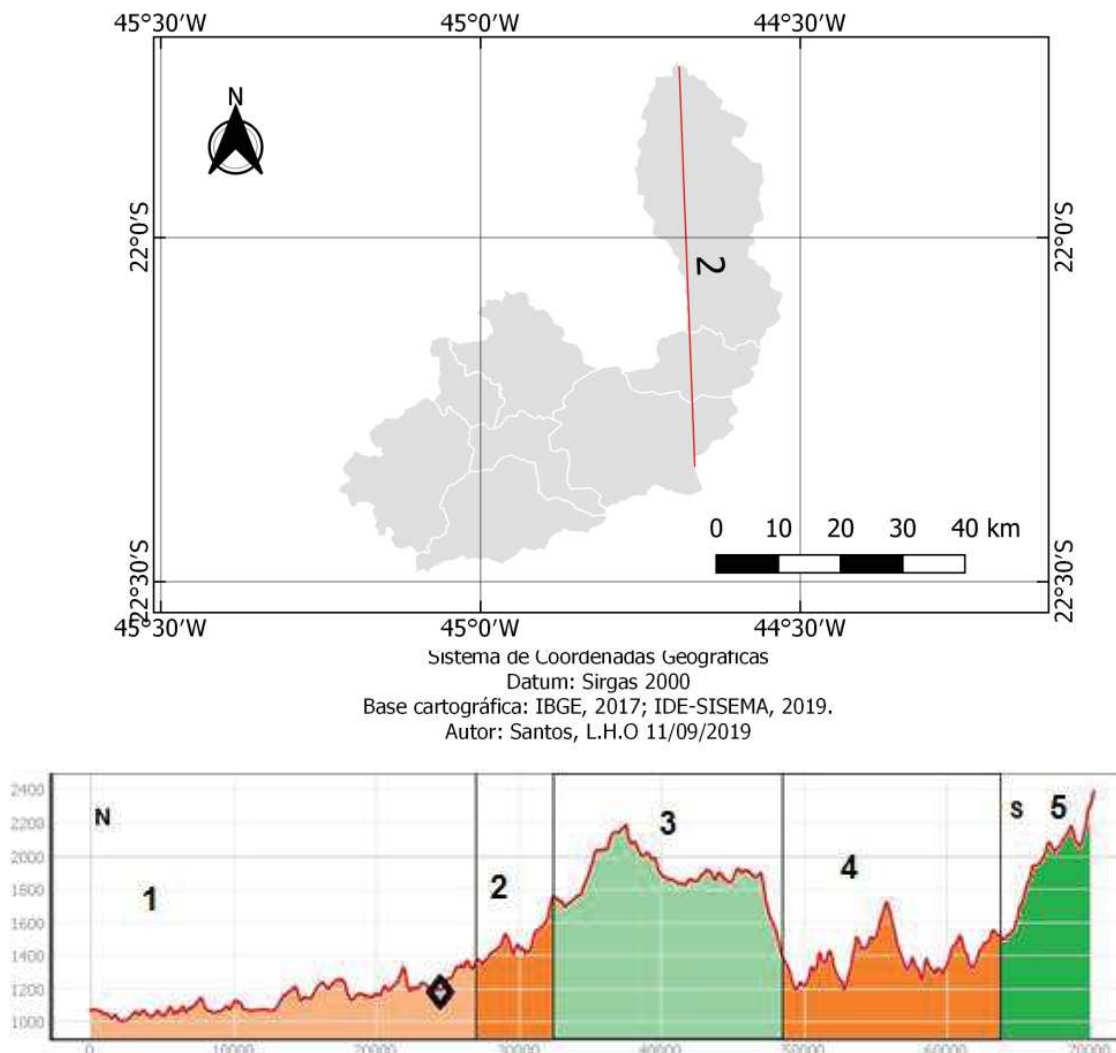 45°30'W 45°0'W 44°30'W
N
22°0'S 22°0'S
2
0 10 20 30 40 km
22°30'S 22°30'S
45°30'W 45°0'W 44°30'W
Sistema de Coordenadas Geográficas
Datum: Sirgas 2000
Base cartográfica: IBGE, 2017; IDE-SISEMA, 2019.
Autor: Santos, L.H.O 11/09/2019
2400
2200
2000
1800
1600
1400
1200
1000
N 1 2 3 4 S 5
0 10000 20000 30000 40000 50000 60000 70000